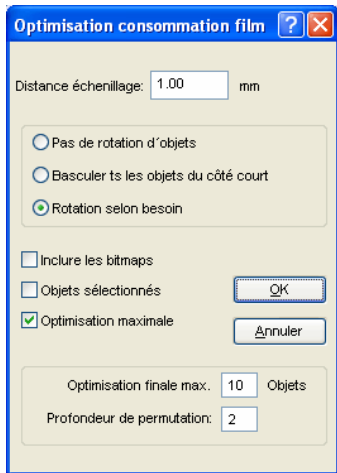 Optimisation consommation film
Distance échenillage: 1.00 mm
Pas de rotation d´objets
Basculer ts les objets du côté court
Rotation selon besoin
Inclure les bitmaps
Objets sélectionnés
OK
Optimisation maximale
Annuler
Optimisation finale max. 10 Objets
Profondeur de permutation: 2